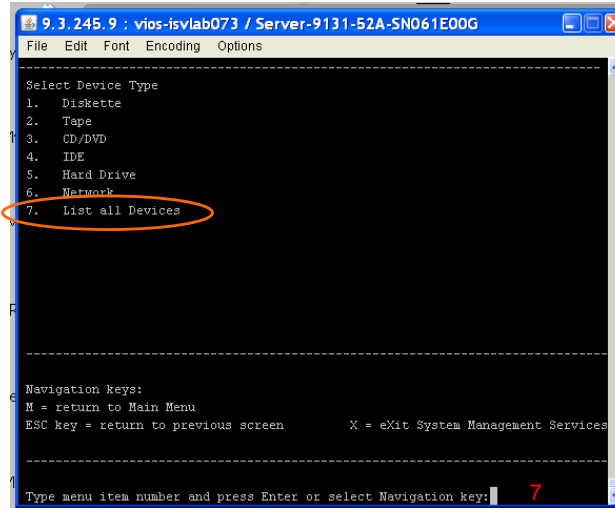 9.3.245.9 : vios-isvlab073 / Server-9131-52A-SN061E00G
File Edit Font Encoding Options
-------------------------------------------------------------------------------
Select Device Type
1. Diskette
2. Tape
3. CD/DVD
4. IDE
5. Hard Drive
6. Network
7. List all Devices
-------------------------------------------------------------------------------
Navigation keys:
M = return to Main Menu
ESC key = return to previous screen X = eXit System Management Services
-------------------------------------------------------------------------------
Type menu item number and press Enter or select Navigation key: 7